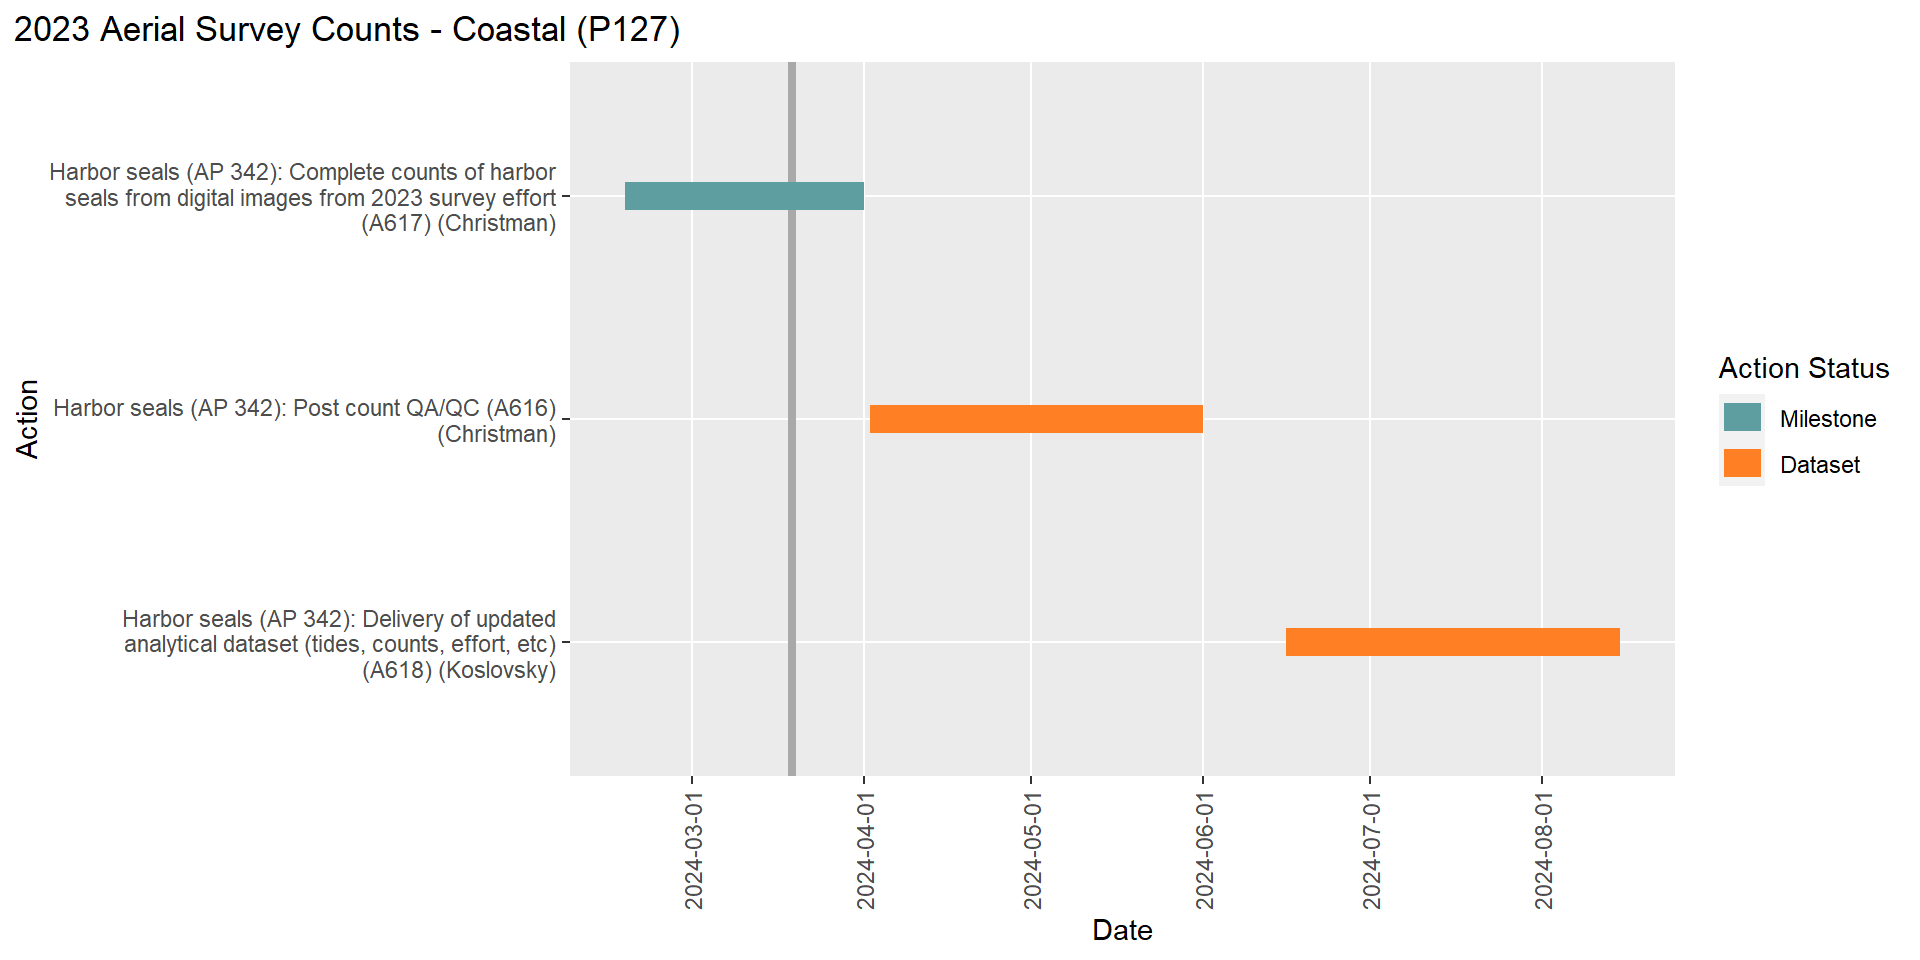 2023 Aerial Survey Counts - Coastal (P127)
Harbor seals (AP 342): Complete counts of harbor
seals from digital images from 2023 survey effort
(A617) (Christman)
Harbor seals (AP 342): Post count QA/QC (A616)
(Christman)
Harbor seals (AP 342): Delivery of updated
analytical dataset (tides, counts, effort, etc)
(A618) (Koslovsky)
Action
2024-03-01
2024-04-01
2024-05-01
2024-06-01
2024-07-01
2024-08-01
Date
Action Status
Milestone
Dataset